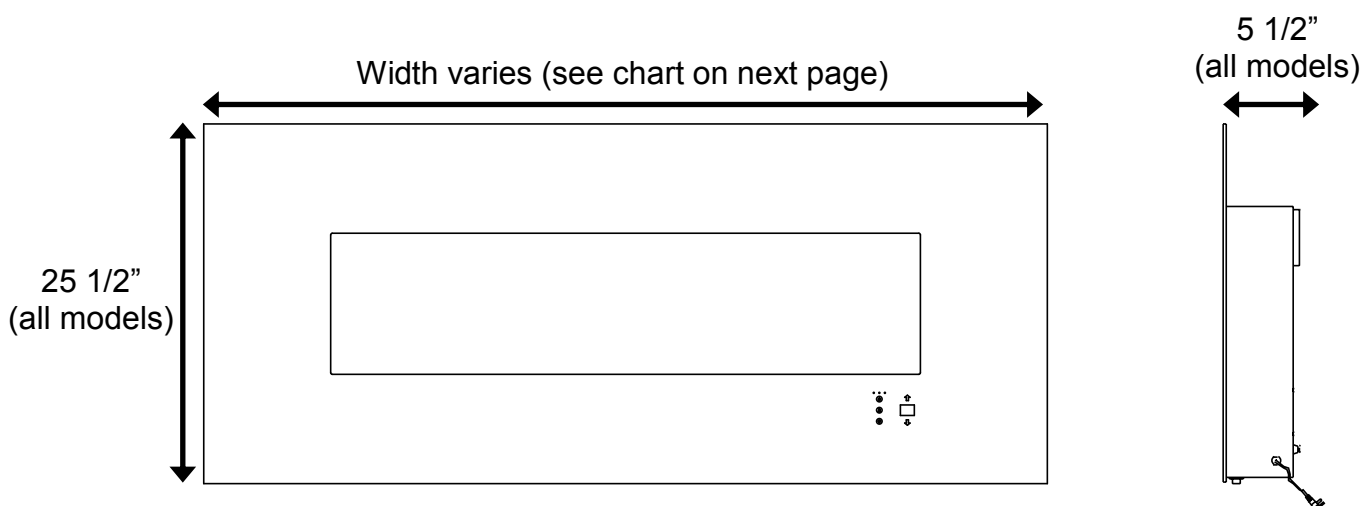 5 1/2”
(all models)
Width varies (see chart on next page)
25 1/2”
(all models)